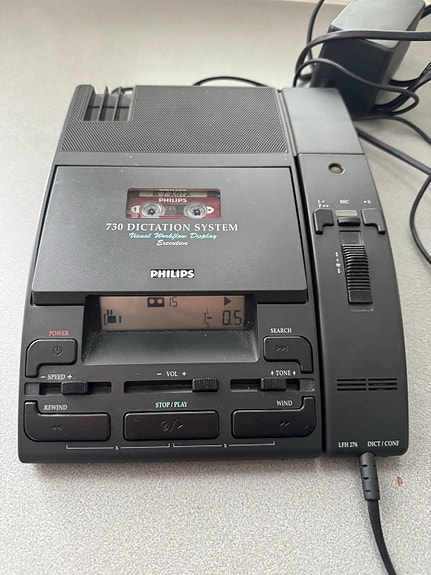 PHILIPS
730 DICTATION SYSTEM
Visual Workflow Display
Executive
PHILIPS
15
05
POWER
SEARCH
− SPEED +
− VOL +
TONE
REWIND
STOP/PLAY
WIND
REC
LFH 276
DICT/CONF